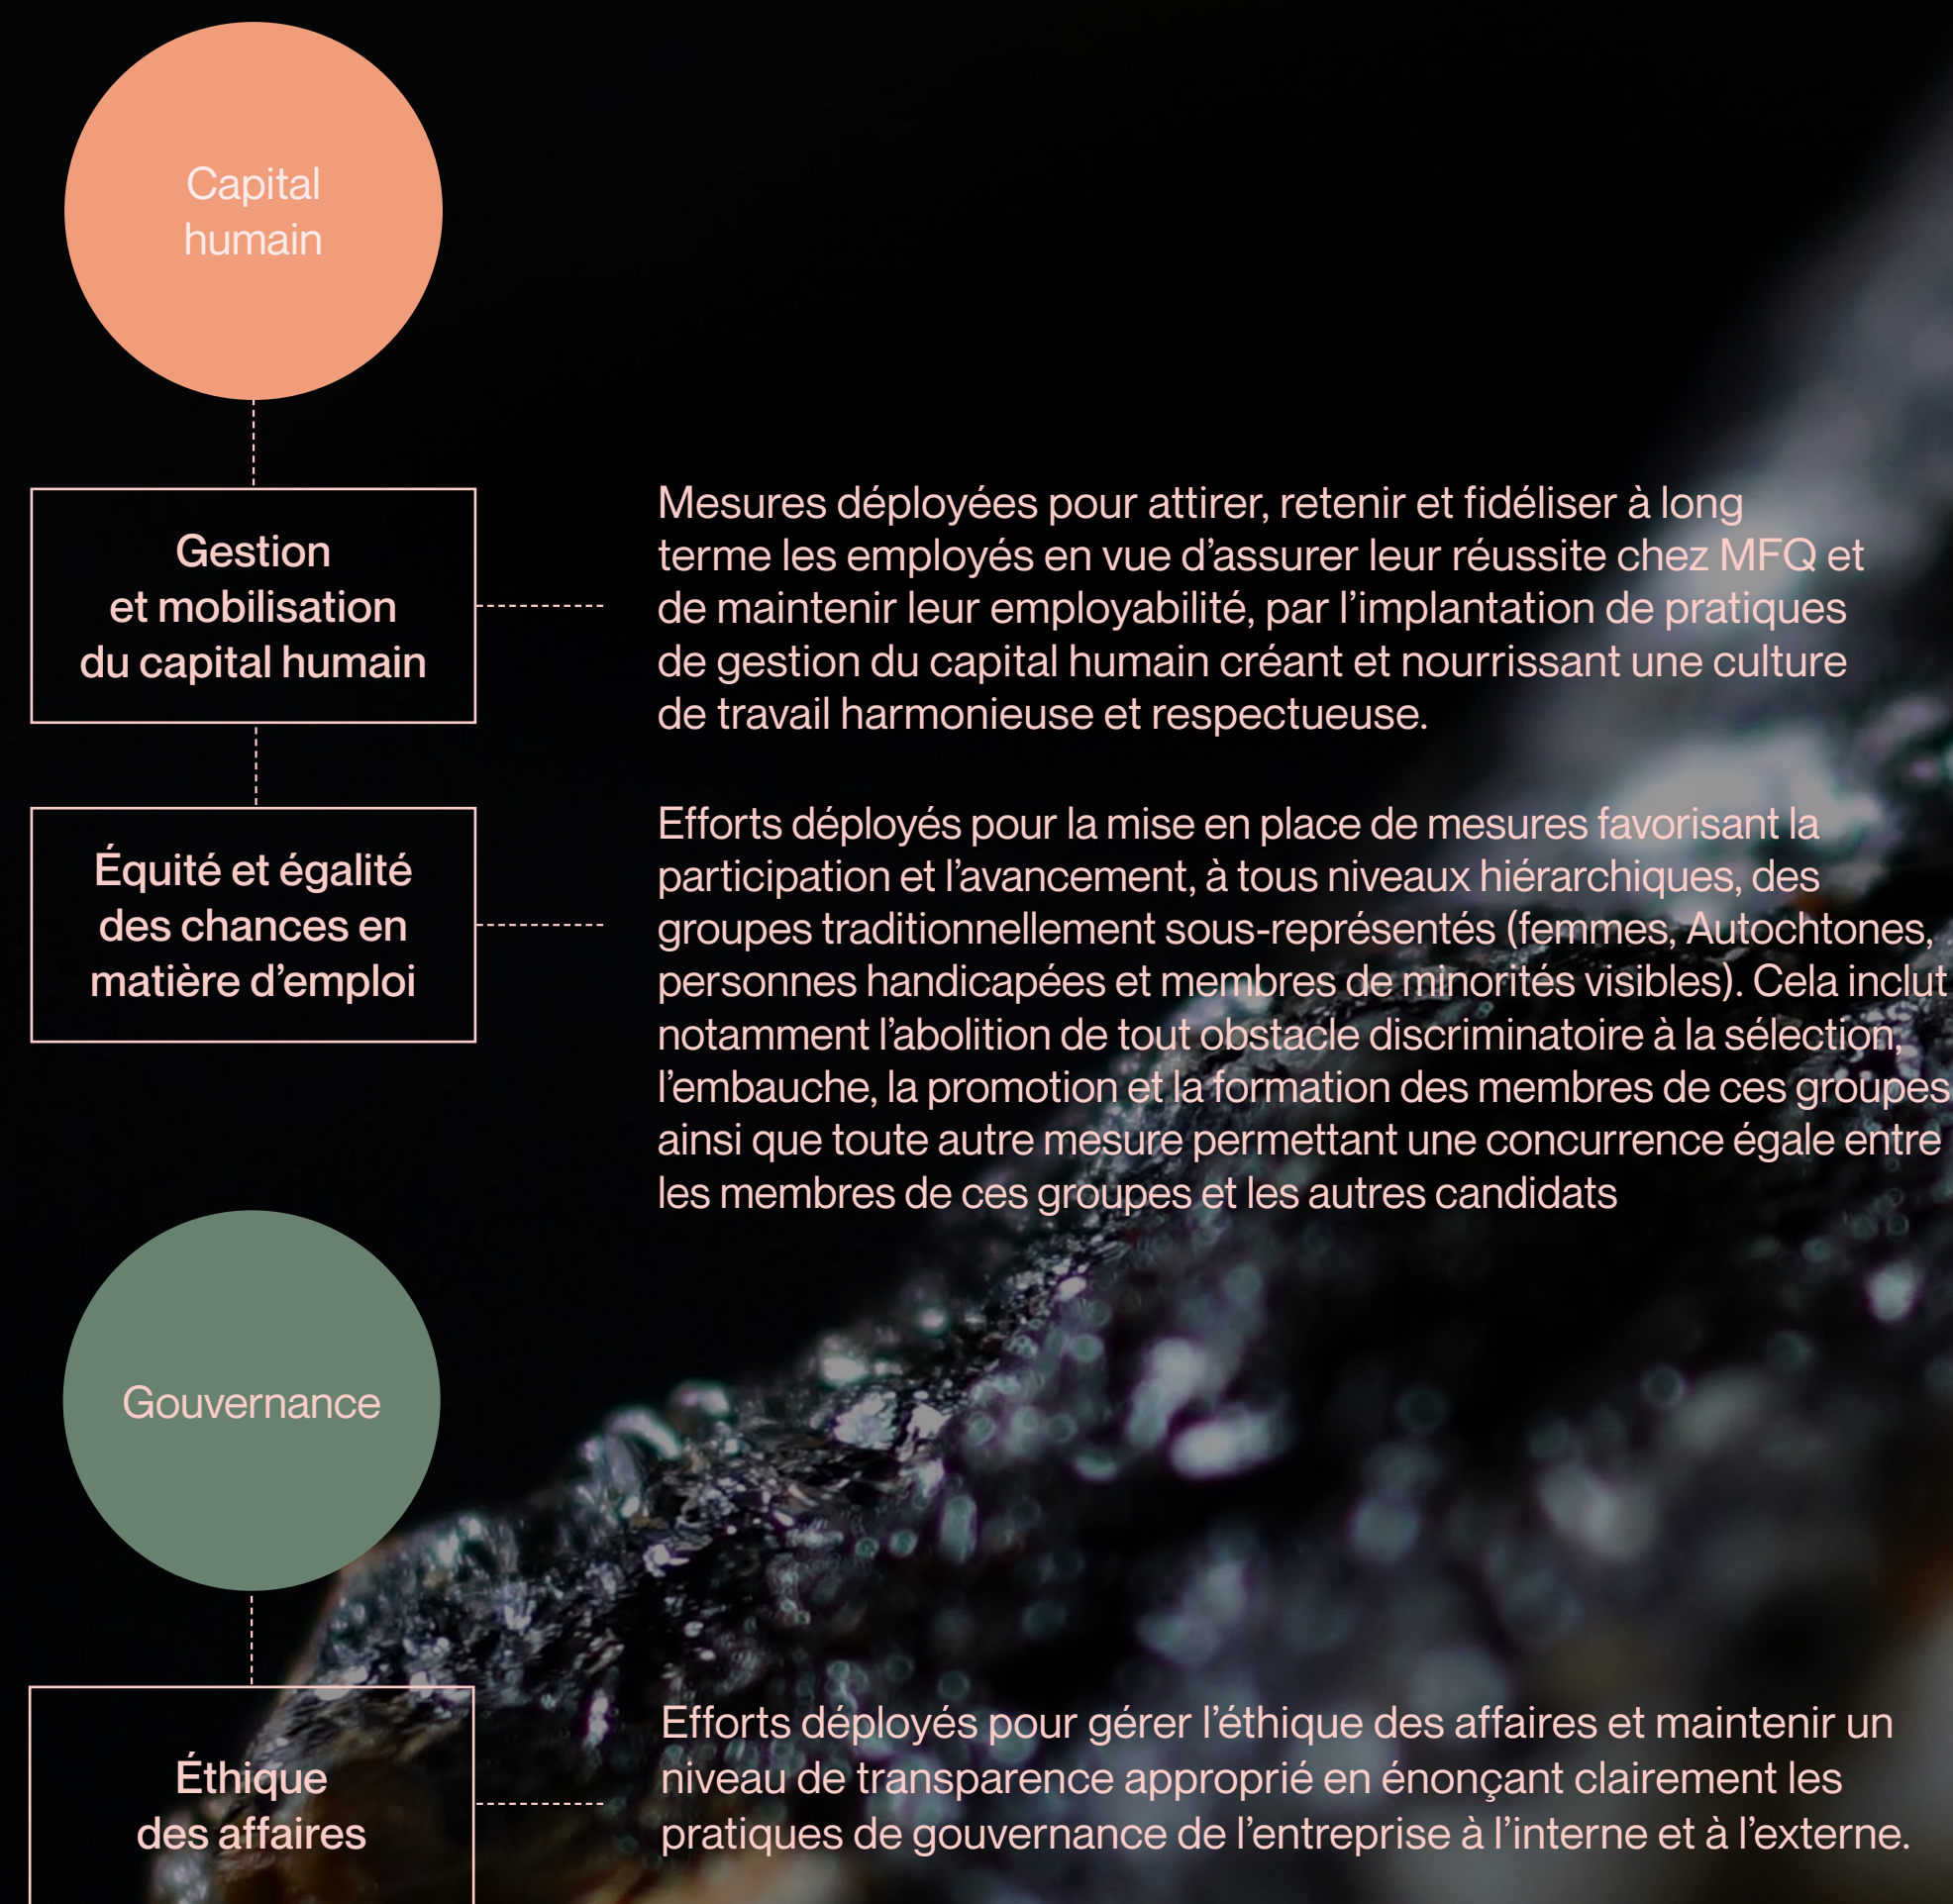 Capital
humain
Gestion
et mobilisation
du capital humain
Mesures déployées pour attirer, retenir et fidéliser à long
terme les employés en vue d’assurer leur réussite chez MFQ et
de maintenir leur employabilité, par l’implantation de pratiques
de gestion du capital humain créant et nourrissant une culture
de travail harmonieuse et respectueuse.
Équité et égalité
des chances en
matière d’emploi
Efforts déployés pour la mise en place de mesures favorisant la
participation et l’avancement, à tous niveaux hiérarchiques, des
groupes traditionnellement sous-représentés (femmes, Autochtones,
personnes handicapées et membres de minorités visibles). Cela inclut
notamment l’abolition de tout obstacle discriminatoire à la sélection,
l’embauche, la promotion et la formation des membres de ces groupes
ainsi que toute autre mesure permettant une concurrence égale entre
les membres de ces groupes et les autres candidats
Gouvernance
Éthique
des affaires
Efforts déployés pour gérer l’éthique des affaires et maintenir un
niveau de transparence approprié en énonçant clairement les
pratiques de gouvernance de l’entreprise à l’interne et à l’externe.